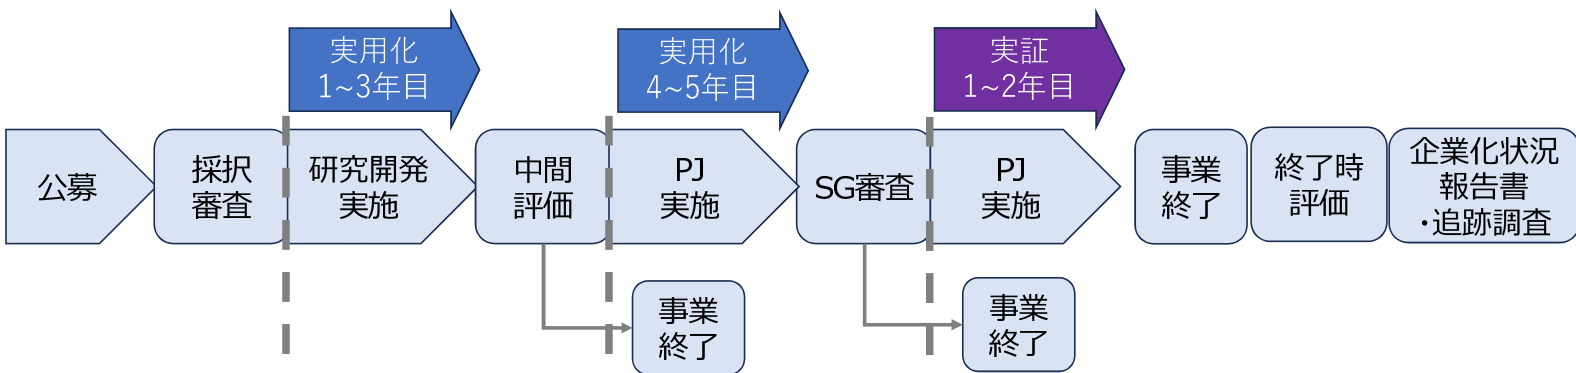 実用化
1~3年目
実用化
4~5年目
実証
1~2年目
公募
採択
審査
研究開発
実施
中間
評価
PJ
実施
SG審査
PJ
実施
事業
終了
終了時
評価
企業化状況
報告書
・追跡調査
事業
終了
事業
終了